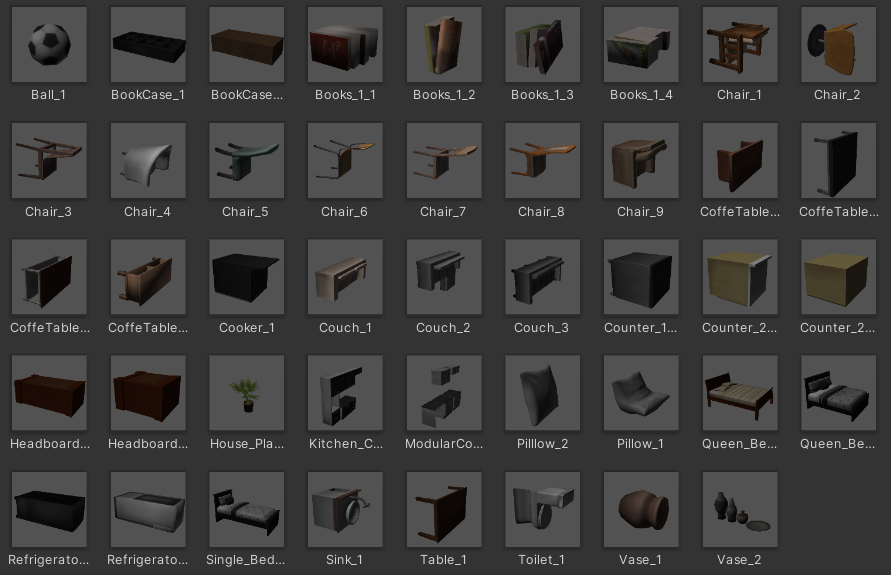 Ball_1
BookCase_1
BookCase...
Books_1_1
Books_1_2
Books_1_3
Books_1_4
Chair_1
Chair_2
Chair_3
Chair_4
Chair_5
Chair_6
Chair_7
Chair_8
Chair_9
CoffeTable...
CoffeTable...
CoffeTable...
CoffeTable...
Cooker_1
Couch_1
Couch_2
Couch_3
Counter_1...
Counter_2...
Counter_2...
Headboard...
Headboard...
House_Pla...
Kitchen_C...
ModularCo...
Pilllow_2
Pillow_1
Queen_Be...
Queen_Be...
Refrigerato...
Refrigerato...
Single_Bed...
Sink_1
Table_1
Toilet_1
Vase_1
Vase_2